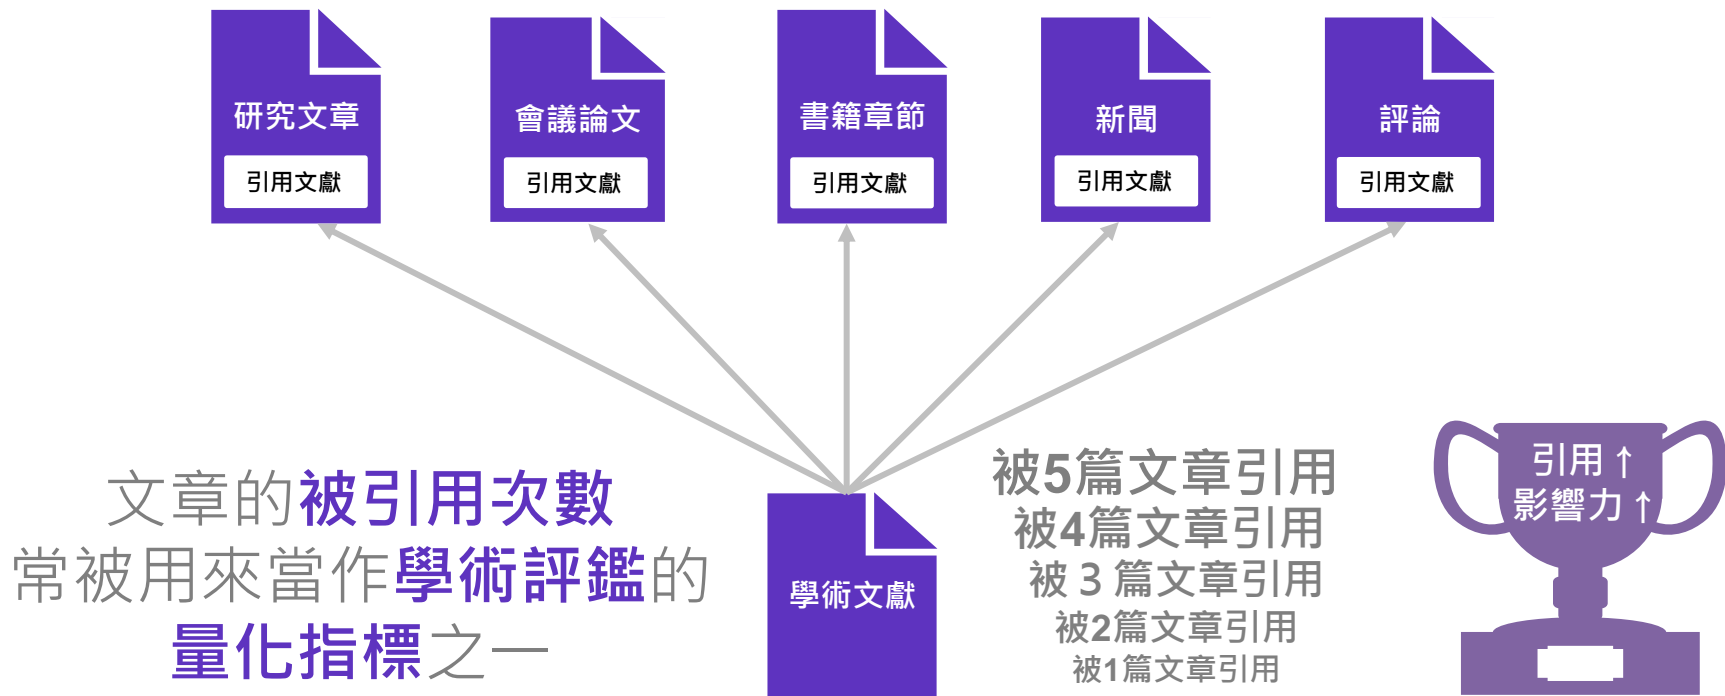 研究文章
引用文獻
會議論文
引用文獻
書籍章節
引用文獻
新聞
引用文獻
評論
引用文獻
文章的被引用次數
常被用來當作學術評鑑的
量化指標之一
學術文獻
被5篇文章引用
被4篇文章引用
被3篇文章引用
被2篇文章引用
被1篇文章引用
引用↑
影響力↑